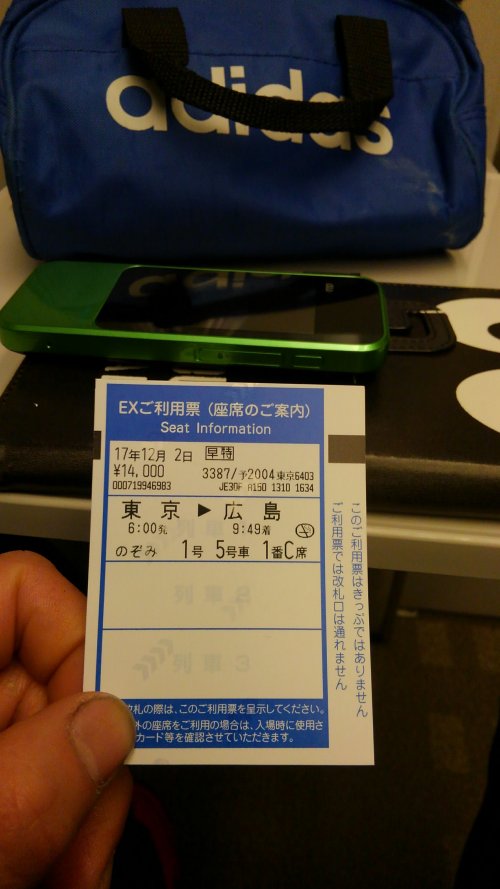 adidas
EXご利用票（座席のご案内）
Seat Information
17年12月 2日 早特
¥14,000 3387/予2004東京6403
000719946983 JE30F A150 1310 1634
東京 ▶ 広島
6:00発 9:49着
のぞみ 1号 5号車 1番C席
列車 2
列車 3
札の際は、このご利用票を呈示してください。
外の座席をご利用の場合は、入場時に使用さ
カード等を確認させていただきます。
このご利用票はきっぷではありません
ご利用票では改札口は通れません